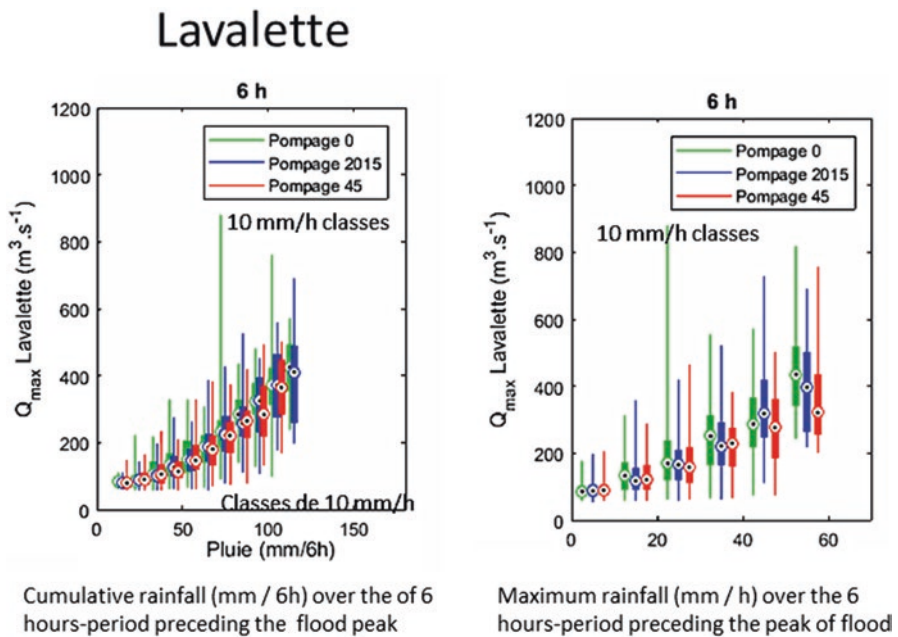 Lavalette
6 h
1200
1000
800
600
400
200
0
Q_max Lavalette (m³.s⁻¹)
Pompage 0
Pompage 2015
Pompage 45
10 mm/h classes
Classes de 10 mm/h
0 50 100 150
Pluie (mm/6h)
Cumulative rainfall (mm / 6h) over the of 6
hours-period preceding the flood peak
6 h
1200
1000
800
600
400
200
0
Q_max Lavalette (m³.s⁻¹)
Pompage 0
Pompage 2015
Pompage 45
10 mm/h classes
0 20 40 60
Maximum rainfall (mm / h) over the 6
hours-period preceding the peak of flood